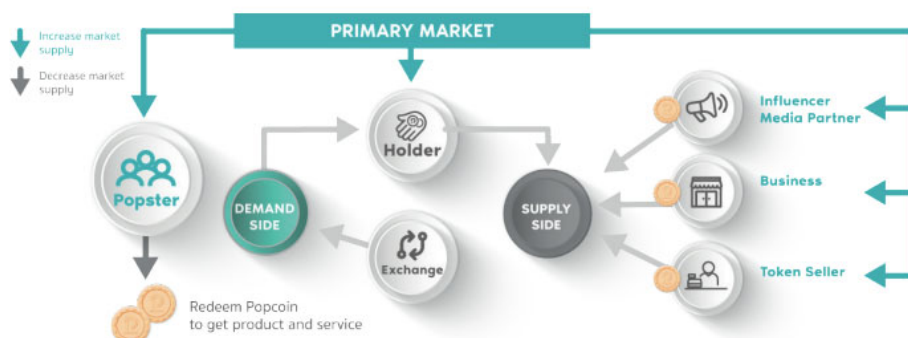 PRIMARY MARKET
Increase market
supply
Decrease market
supply
Popster
DEMAND
SIDE
Holder
Exchange
SUPPLY
SIDE
Influencer
Media Partner
Business
Token Seller
Redeem Popcoin
to get product and service